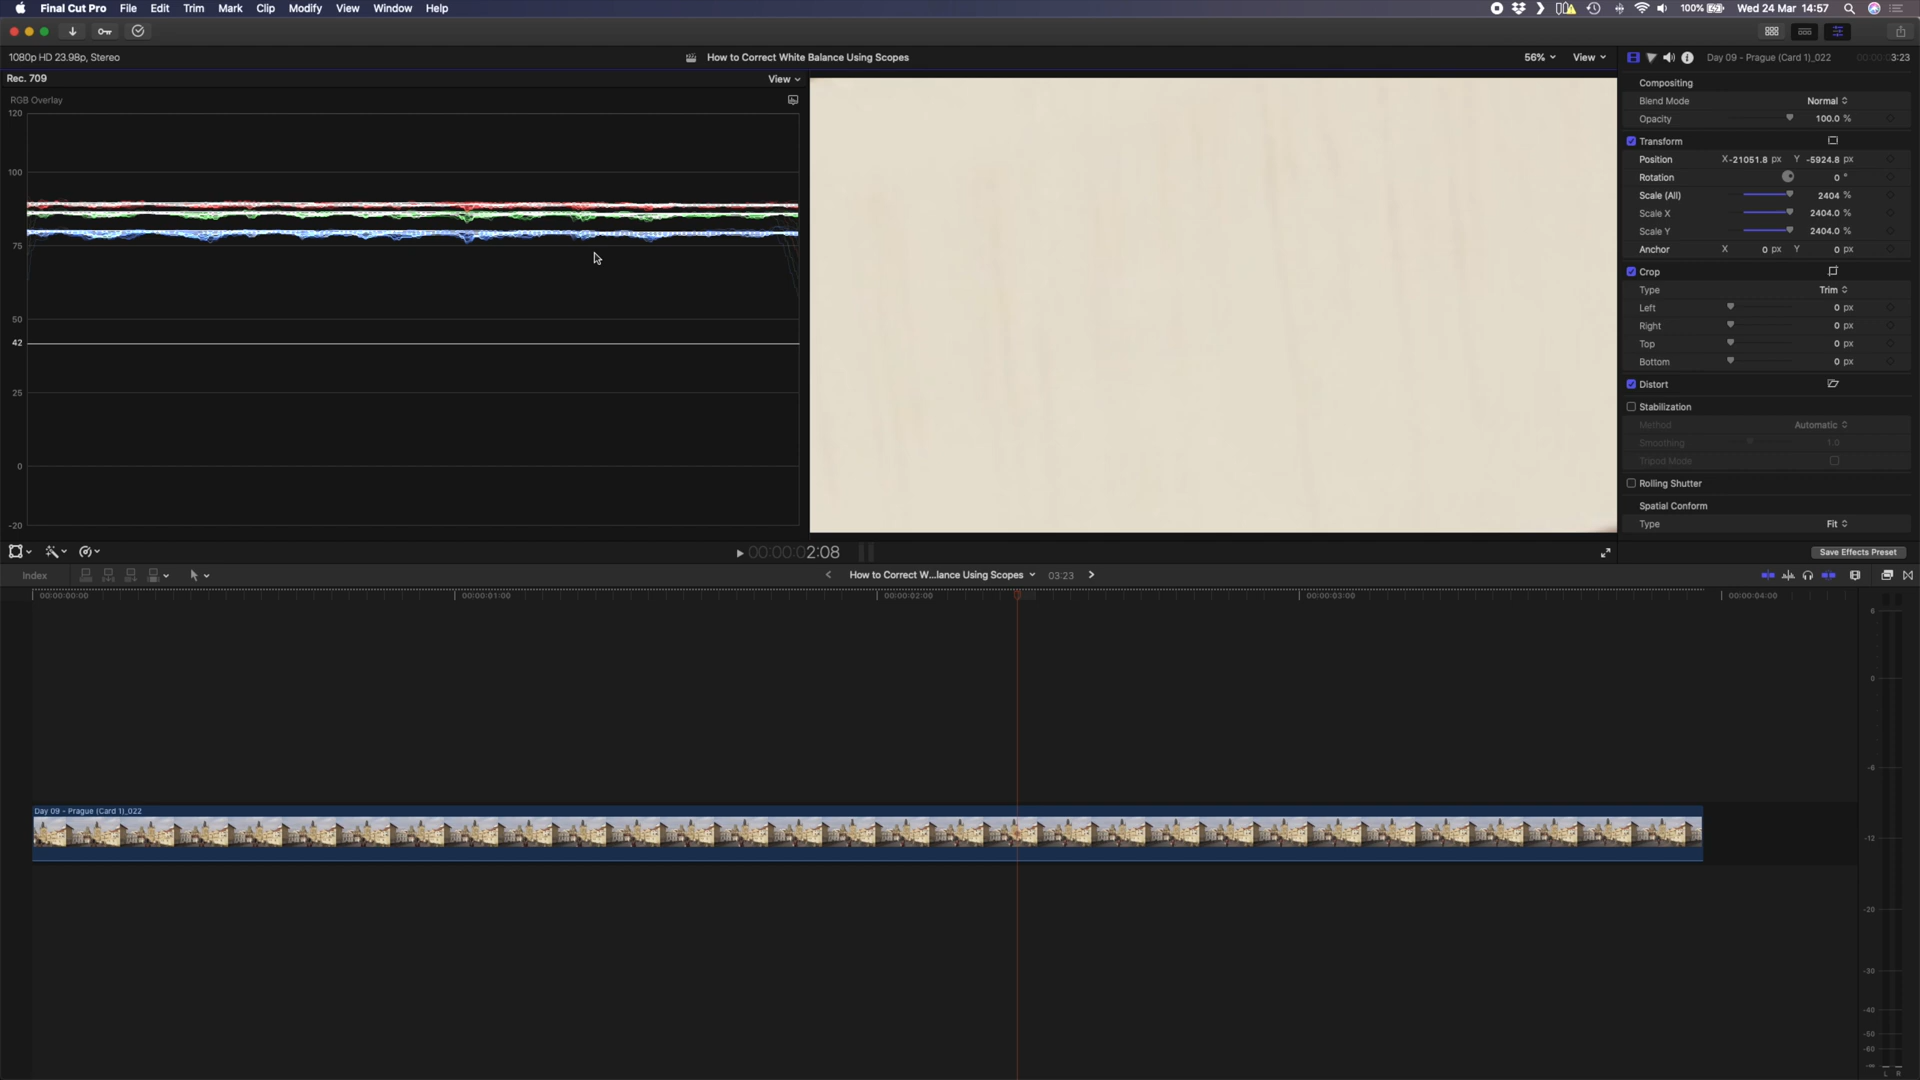 Final Cut Pro File Edit Trim Mark Clip Modify View Window Help 100% Wed 24 Mar 14:57
1080p HD 23.98p, Stereo How to Correct White Balance Using Scopes 56% View Day 09 - Prague (Card 1)_022 3:23
Rec. 709 View
RGB Overlay
120
100
75
50
42
25
0
-20
Compositing
Blend Mode Normal
Opacity 100.0 %
Transform
Position X -21051.8 px Y -5924.8 px
Rotation 0 °
Scale (All) 2404 %
Scale X 2404.0 %
Scale Y 2404.0 %
Anchor X 0 px Y 0 px
Crop
Type Trim
Left 0 px
Right 0 px
Top 0 px
Bottom 0 px
Distort
Stabilization
Method Automatic
Smoothing 1.0
Tripod Mode
Rolling Shutter
Spatial Conform
Type Fit
00:00:02:08 Save Effects Preset
Index How to Correct W...lance Using Scopes 03:23
00:00:00:00 00:00:01:00 00:00:02:00 00:00:03:00 00:00:04:00
Day 09 - Prague (Card 1)_022
6
0
-6
-12
-20
-30
-40
-50
-60
-∞
L R